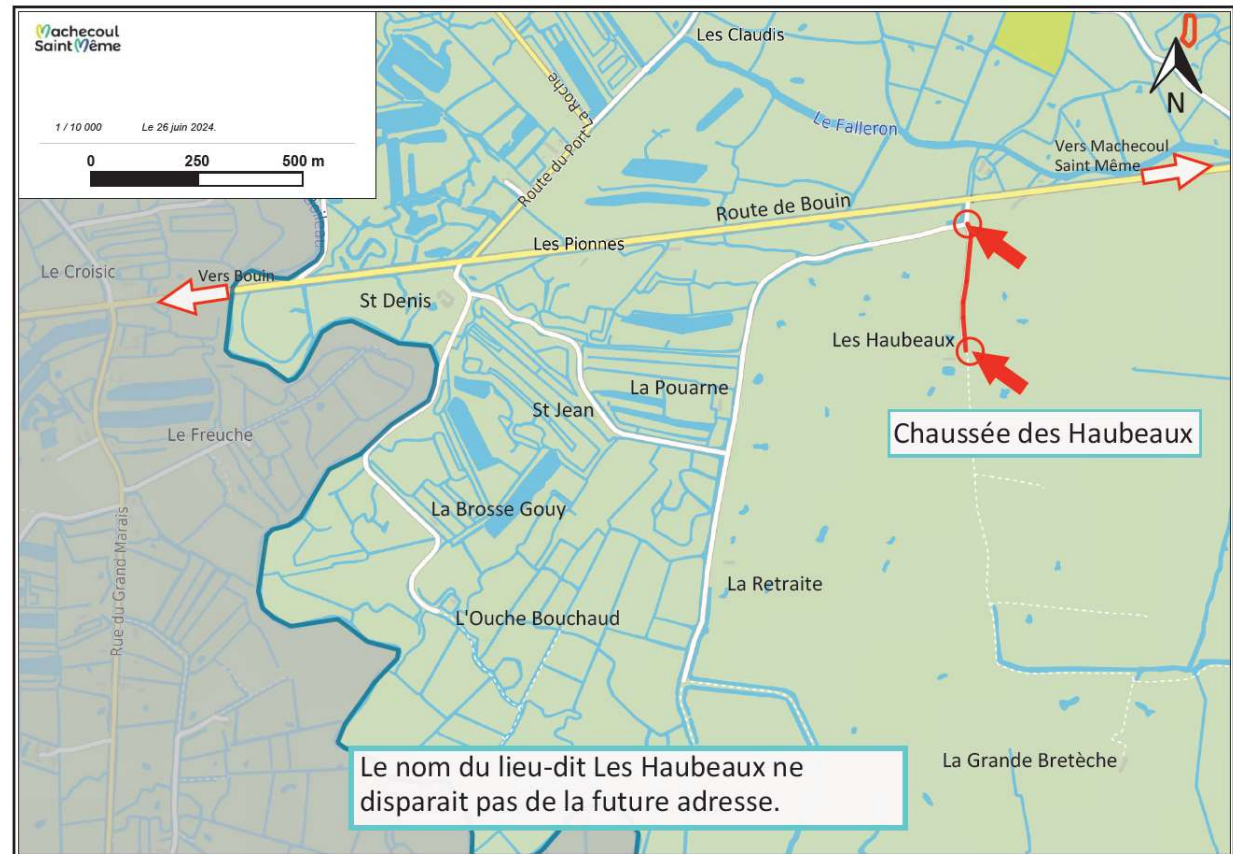 Machecoul
Saint Même
1 / 10 000 Le 26 juin 2024.
0 250 500 m
Les Claudis
La Roche
Route du Port
Le Falleron
N
Vers Machecoul
Saint Même
Route de Bouin
Les Pionnes
Le Croisic
Vers Bouin
St Denis
Les Haubeaux
La Pouarne
St Jean
Chaussée des Haubeaux
Le Freuche
La Brosse Gouy
Rue du Grand Marais
La Retraite
L'Ouche Bouchaud
La Grande Bretèche
Le nom du lieu-dit Les Haubeaux ne
disparait pas de la future adresse.